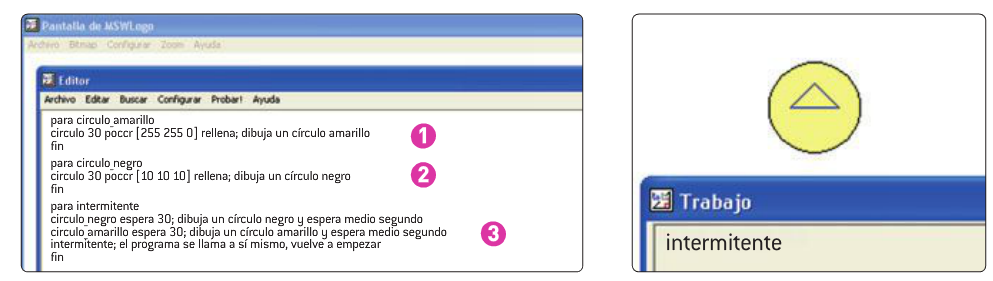 Pantalla de MSWLogo
Archivo Bitmap Configurar Zoom Ayuda
Editor
Archivo Editar Buscar Configurar Probar! Ayuda
para circulo_amarillo
circulo 30 poccr [255 255 0] rellena; dibuja un círculo amarillo
fin
1
para circulo_negro
circulo 30 poccr [10 10 10] rellena; dibuja un círculo negro
fin
2
para intermitente
circulo_negro espera 30; dibuja un círculo negro y espera medio segundo
circulo_amarillo espera 30; dibuja un círculo amarillo y espera medio segundo
intermitente; el programa se llama a sí mismo, vuelve a empezar
fin
3
Trabajo
intermitente